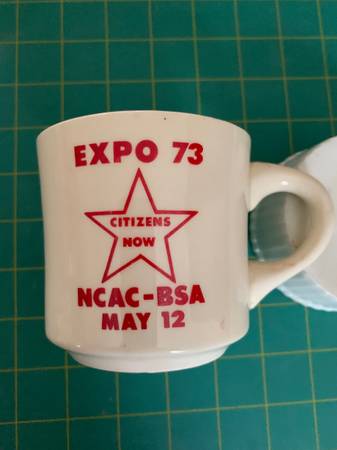 EXPO 73
CITIZENS
NOW
NCAC-BSA
MAY 12